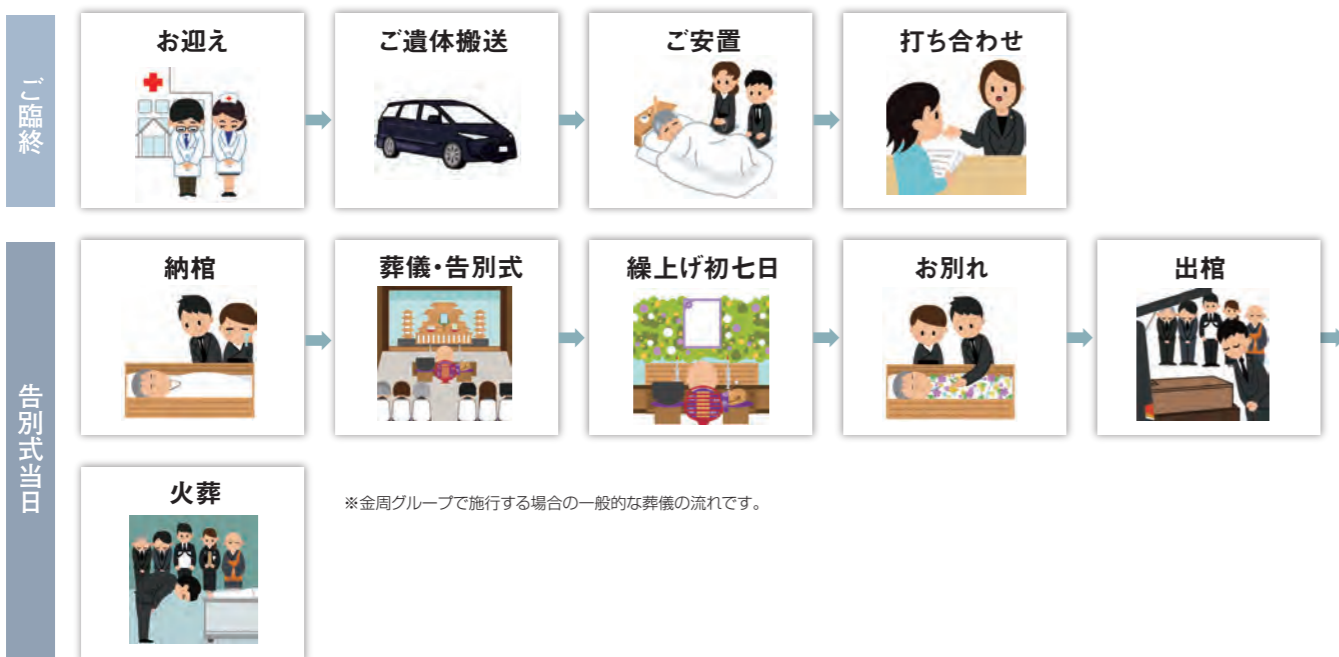 ご臨終
お迎え
ご遺体搬送
ご安置
打ち合わせ
告別式当日
納棺
葬儀・告別式
繰上げ初七日
お別れ
出棺
火葬
※金周グループで施行する場合の一般的な葬儀の流れです。